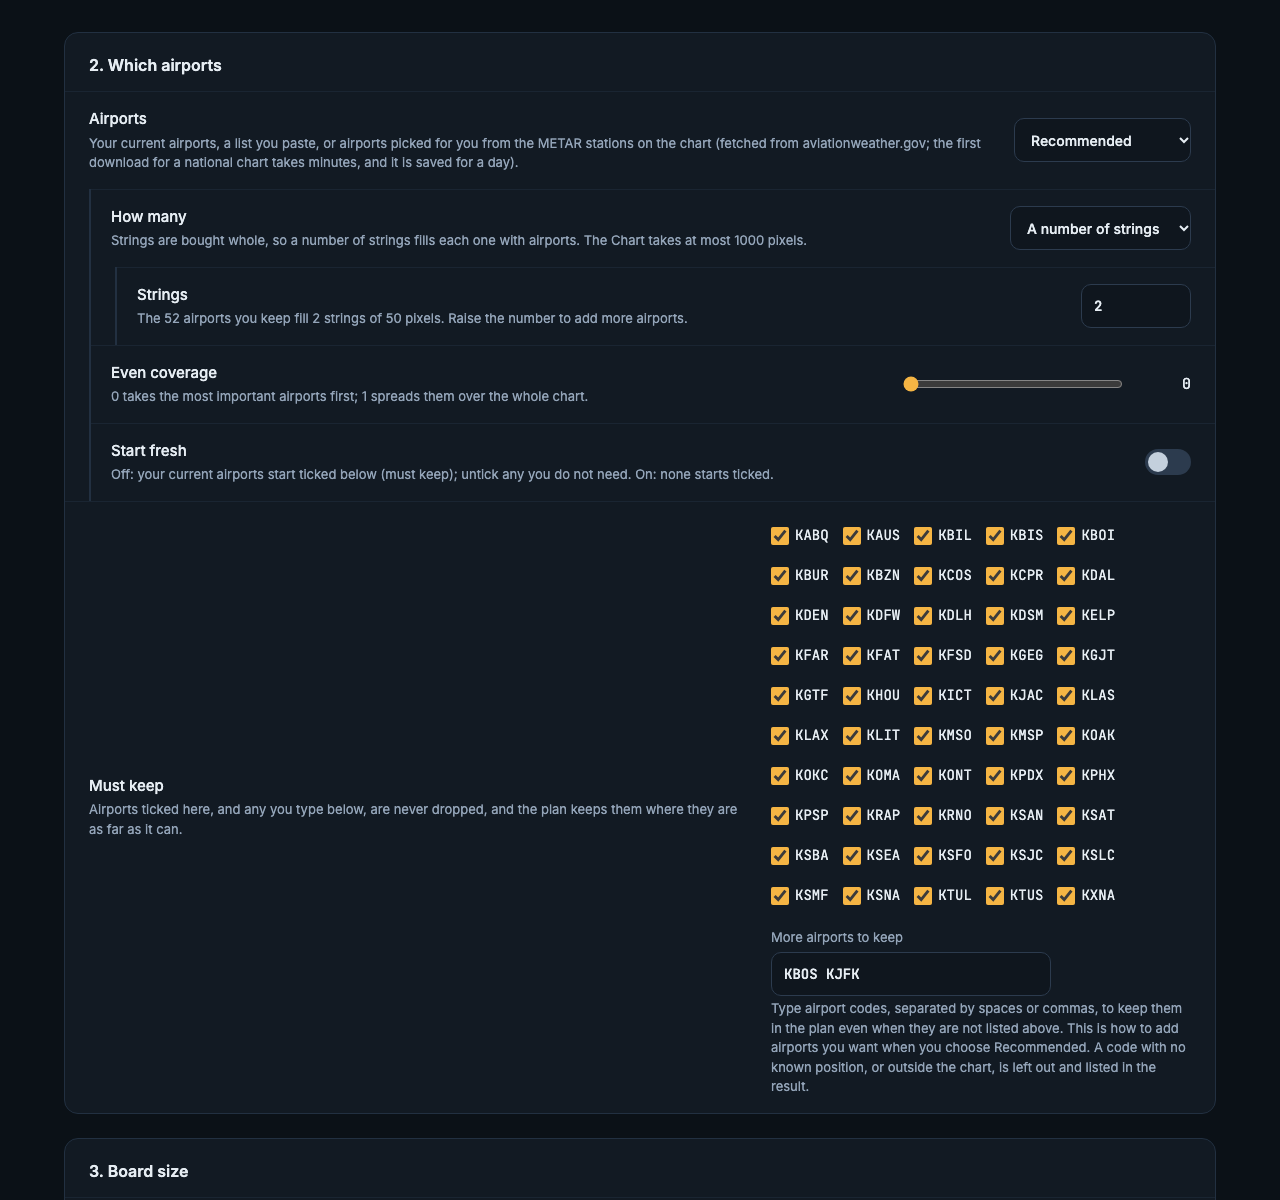 2. Which airports
Airports
Your current airports, a list you paste, or airports picked for you from the METAR stations on the chart (fetched from aviationweather.gov; the first
download for a national chart takes minutes, and it is saved for a day).
Recommended
How many
Strings are bought whole, so a number of strings fills each one with airports. The Chart takes at most 1000 pixels.
A number of strings
Strings
The 52 airports you keep fill 2 strings of 50 pixels. Raise the number to add more airports.
2
Even coverage
0 takes the most important airports first; 1 spreads them over the whole chart.
0
Start fresh
Off: your current airports start ticked below (must keep); untick any you do not need. On: none starts ticked.
Must keep
Airports ticked here, and any you type below, are never dropped, and the plan keeps them where they are
as far as it can.
KABQ KAUS KBIL KBIS KBOI
KBUR KBZN KCOS KCPR KDAL
KDEN KDFW KDLH KDSM KELP
KFAR KFAT KFSD KGEG KGJT
KGTF KHOU KICT KJAC KLAS
KLAX KLIT KMSO KMSP KOAK
KOKC KOMA KONT KPDX KPHX
KPSP KRAP KRNO KSAN KSAT
KSBA KSEA KSFO KSJC KSLC
KSMF KSNA KTUL KTUS KXNA
More airports to keep
KBOS KJFK
Type airport codes, separated by spaces or commas, to keep them
in the plan even when they are not listed above. This is how to add
airports you want when you choose Recommended. A code with no
known position, or outside the chart, is left out and listed in the
result.
3. Board size